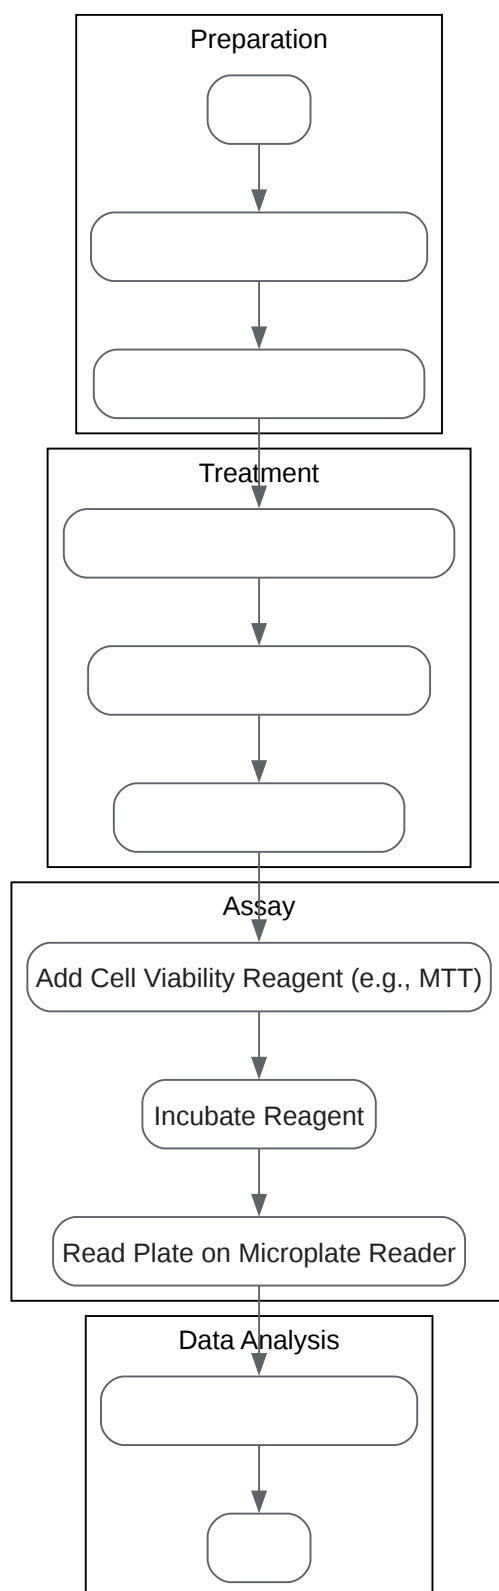 Preparation
Treatment
Assay
Add Cell Viability Reagent (e.g., MTT)
Incubate Reagent
Read Plate on Microplate Reader
Data Analysis